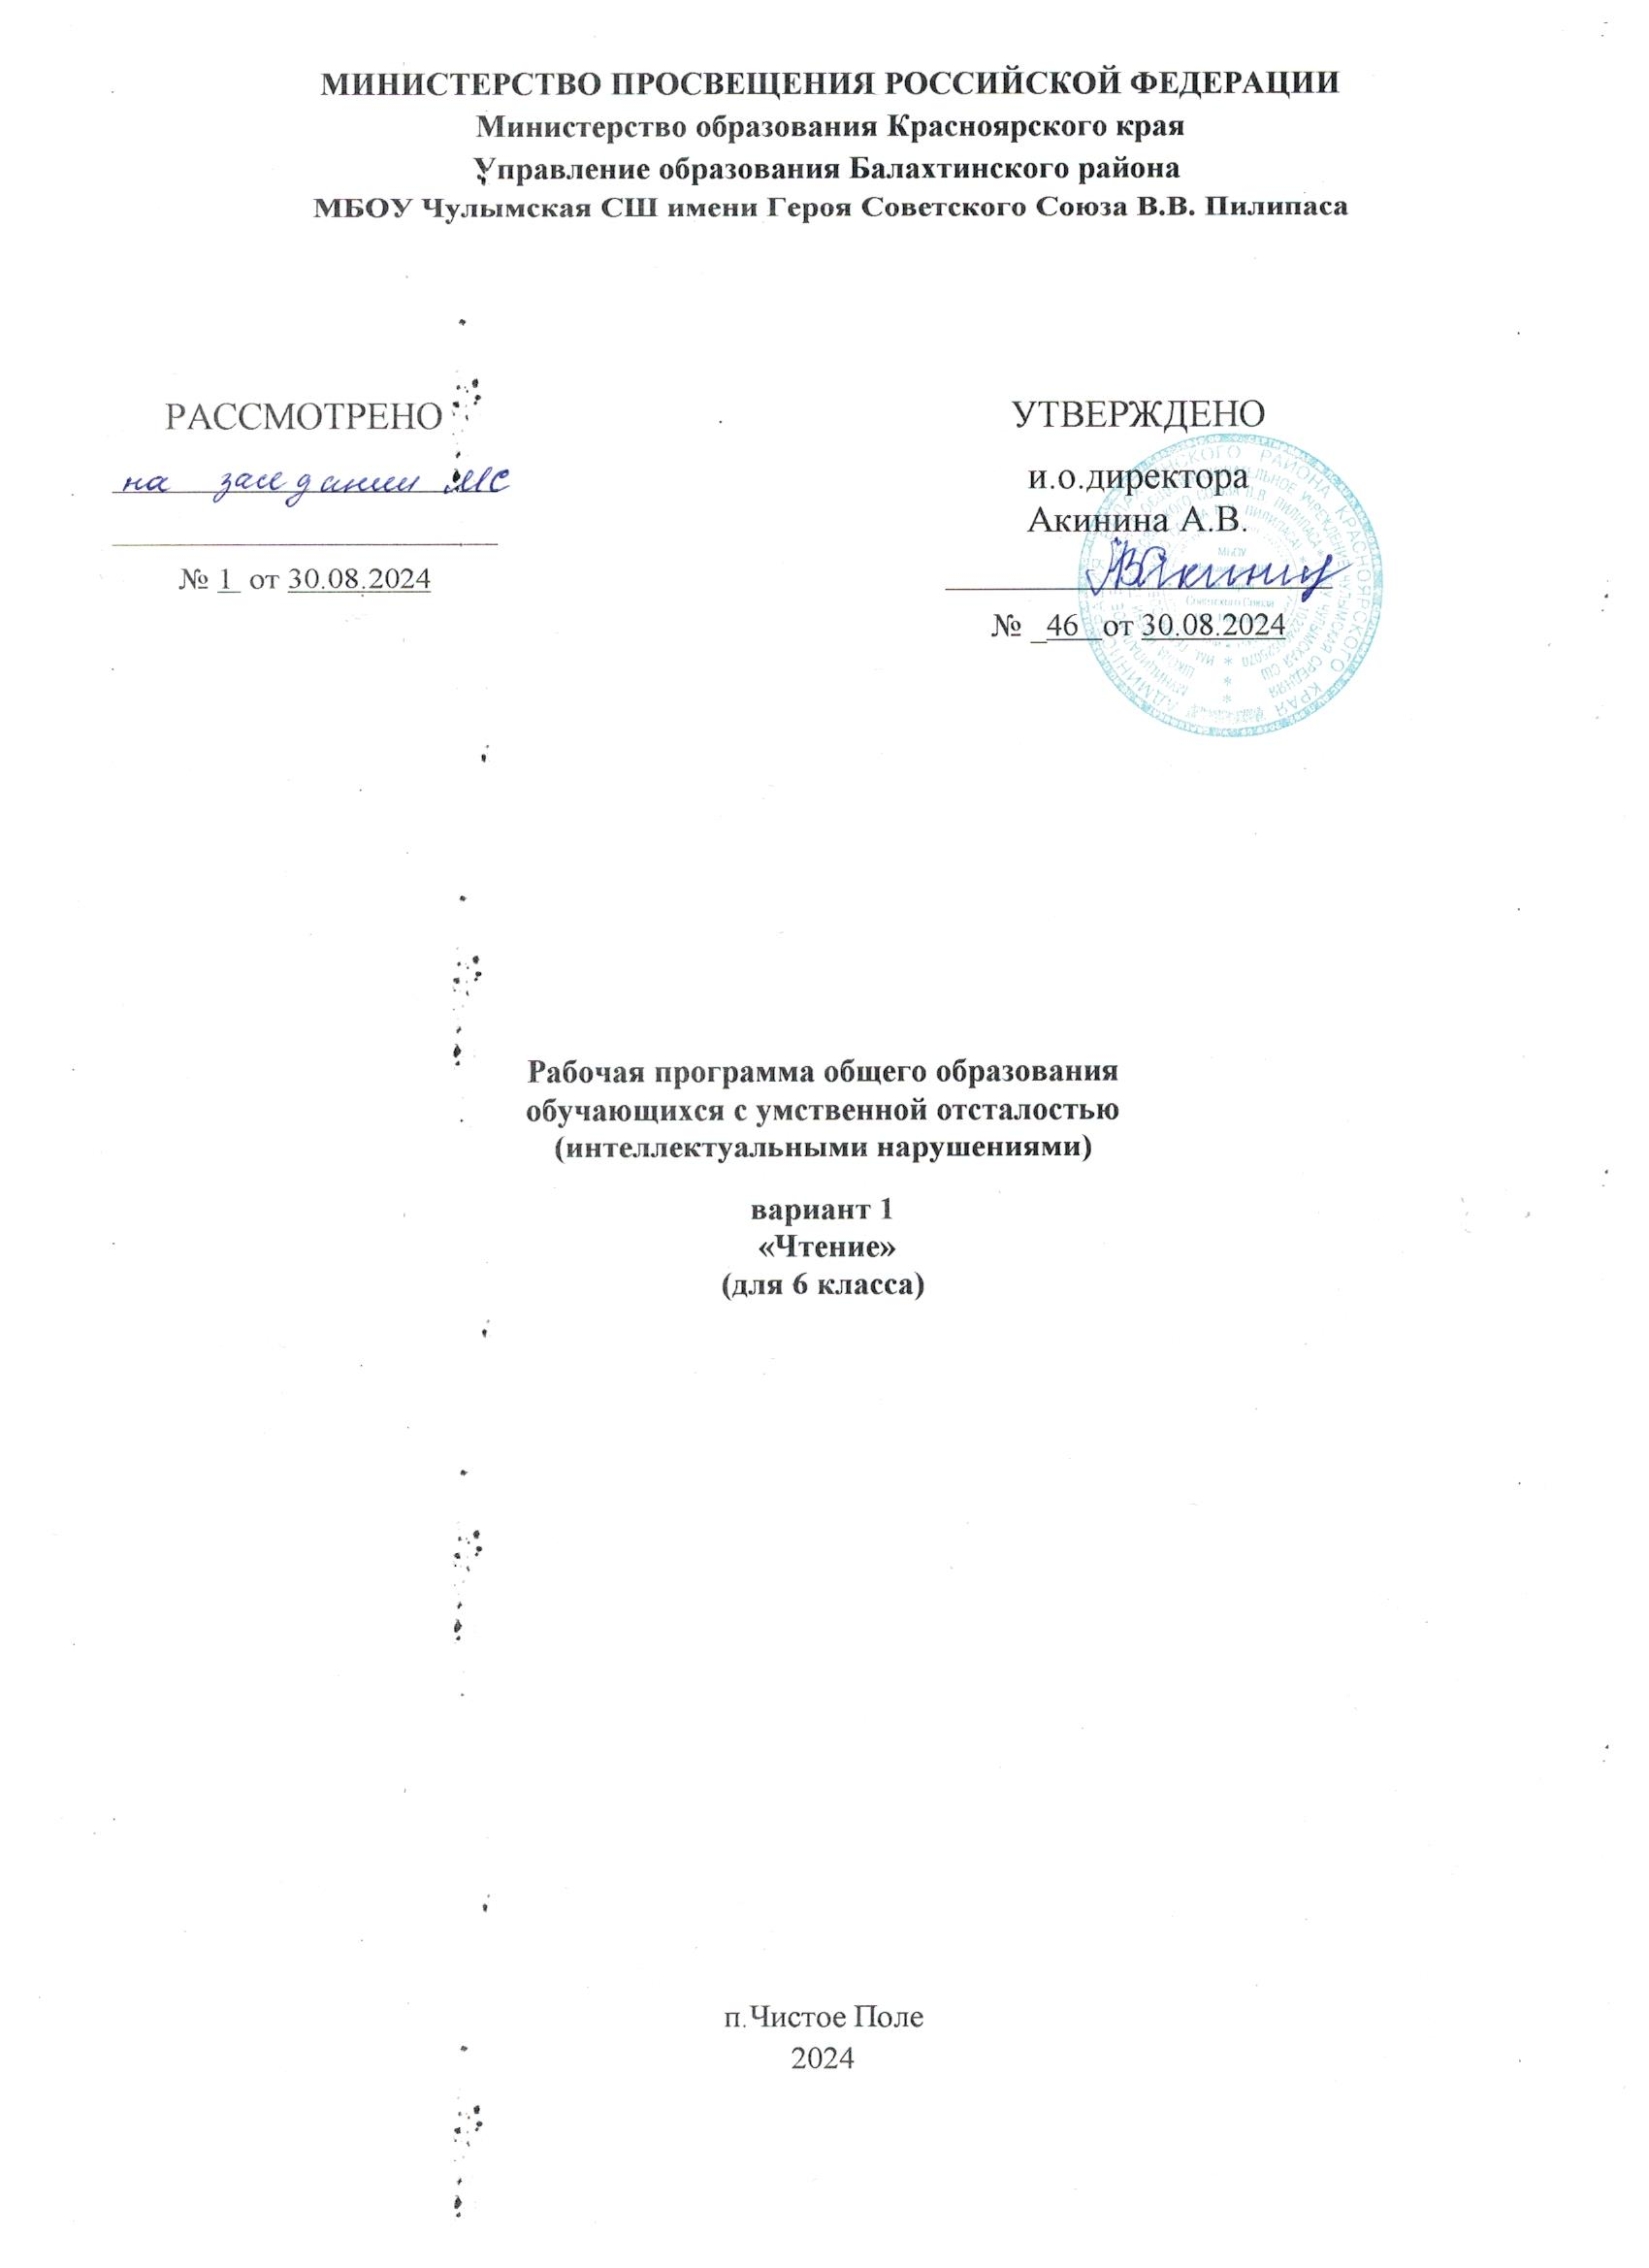 МИНИСТЕРСТВО ПРОСВЕЩЕНИЯ РОССИЙСКОЙ ФЕДЕРАЦИИ
Министерство образования Красноярского края
Управление образования Балахтинского района
МБОУ Чулымская СШ имени Героя Советского Союза В.В. Пилипаса
РАССМОТРЕНО
на заседании МС
№ 1 от 30.08.2024
УТВЕРЖДЕНО
и.о.директора
Акинина А.В.
№ _46_ от 30.08.2024
Рабочая программа общего образования
обучающихся с умственной отсталостью
(интеллектуальными нарушениями)
вариант 1
«Чтение»
(для 6 класса)
п.Чистое Поле
2024